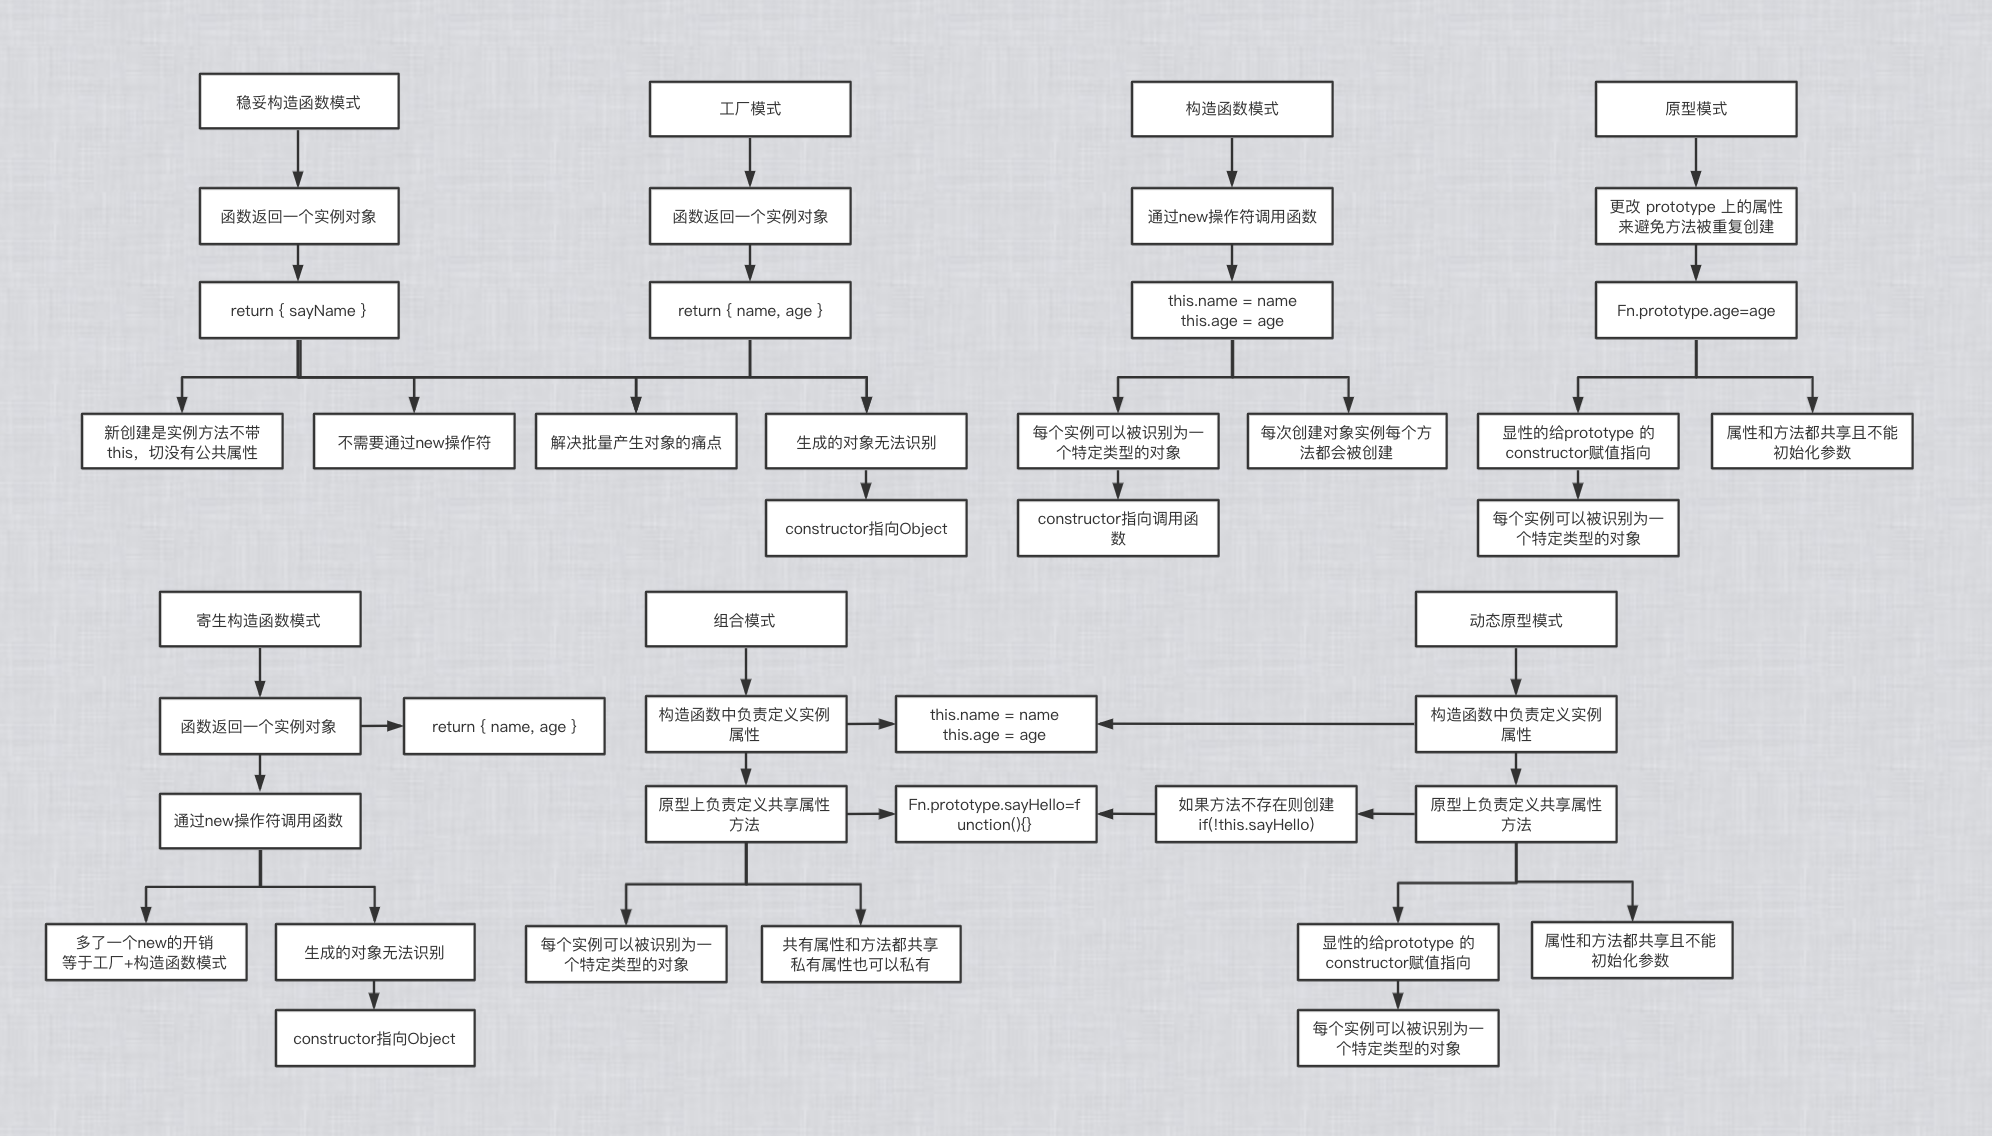 稳妥构造函数模式
函数返回一个实例对象
return { sayName }
工厂模式
函数返回一个实例对象
return { name, age }
新创建是实例方法不带
this，切没有公共属性
不需要通过new操作符
解决批量产生对象的痛点
生成的对象无法识别
constructor指向Object
构造函数模式
通过new操作符调用函数
this.name = name
this.age = age
每个实例可以被识别为一
个特定类型的对象
constructor指向调用函
数
每次创建对象实例每个方
法都会被创建
原型模式
更改 prototype 上的属性
来避免方法被重复创建
Fn.prototype.age=age
显性的给prototype 的
constructor赋值指向
每个实例可以被识别为一
个特定类型的对象
属性和方法都共享且不能
初始化参数
寄生构造函数模式
函数返回一个实例对象
return { name, age }
通过new操作符调用函数
多了一个new的开销
等于工厂+构造函数模式
生成的对象无法识别
constructor指向Object
组合模式
构造函数中负责定义实例
属性
this.name = name
this.age = age
原型上负责定义共享属性
方法
Fn.prototype.sayHello=f
unction(){}
每个实例可以被识别为一
个特定类型的对象
共有属性和方法都共享
私有属性也可以私有
动态原型模式
构造函数中负责定义实例
属性
原型上负责定义共享属性
方法
如果方法不存在则创建
if(!this.sayHello)
显性的给prototype 的
constructor赋值指向
每个实例可以被识别为一
个特定类型的对象
属性和方法都共享且不能
初始化参数